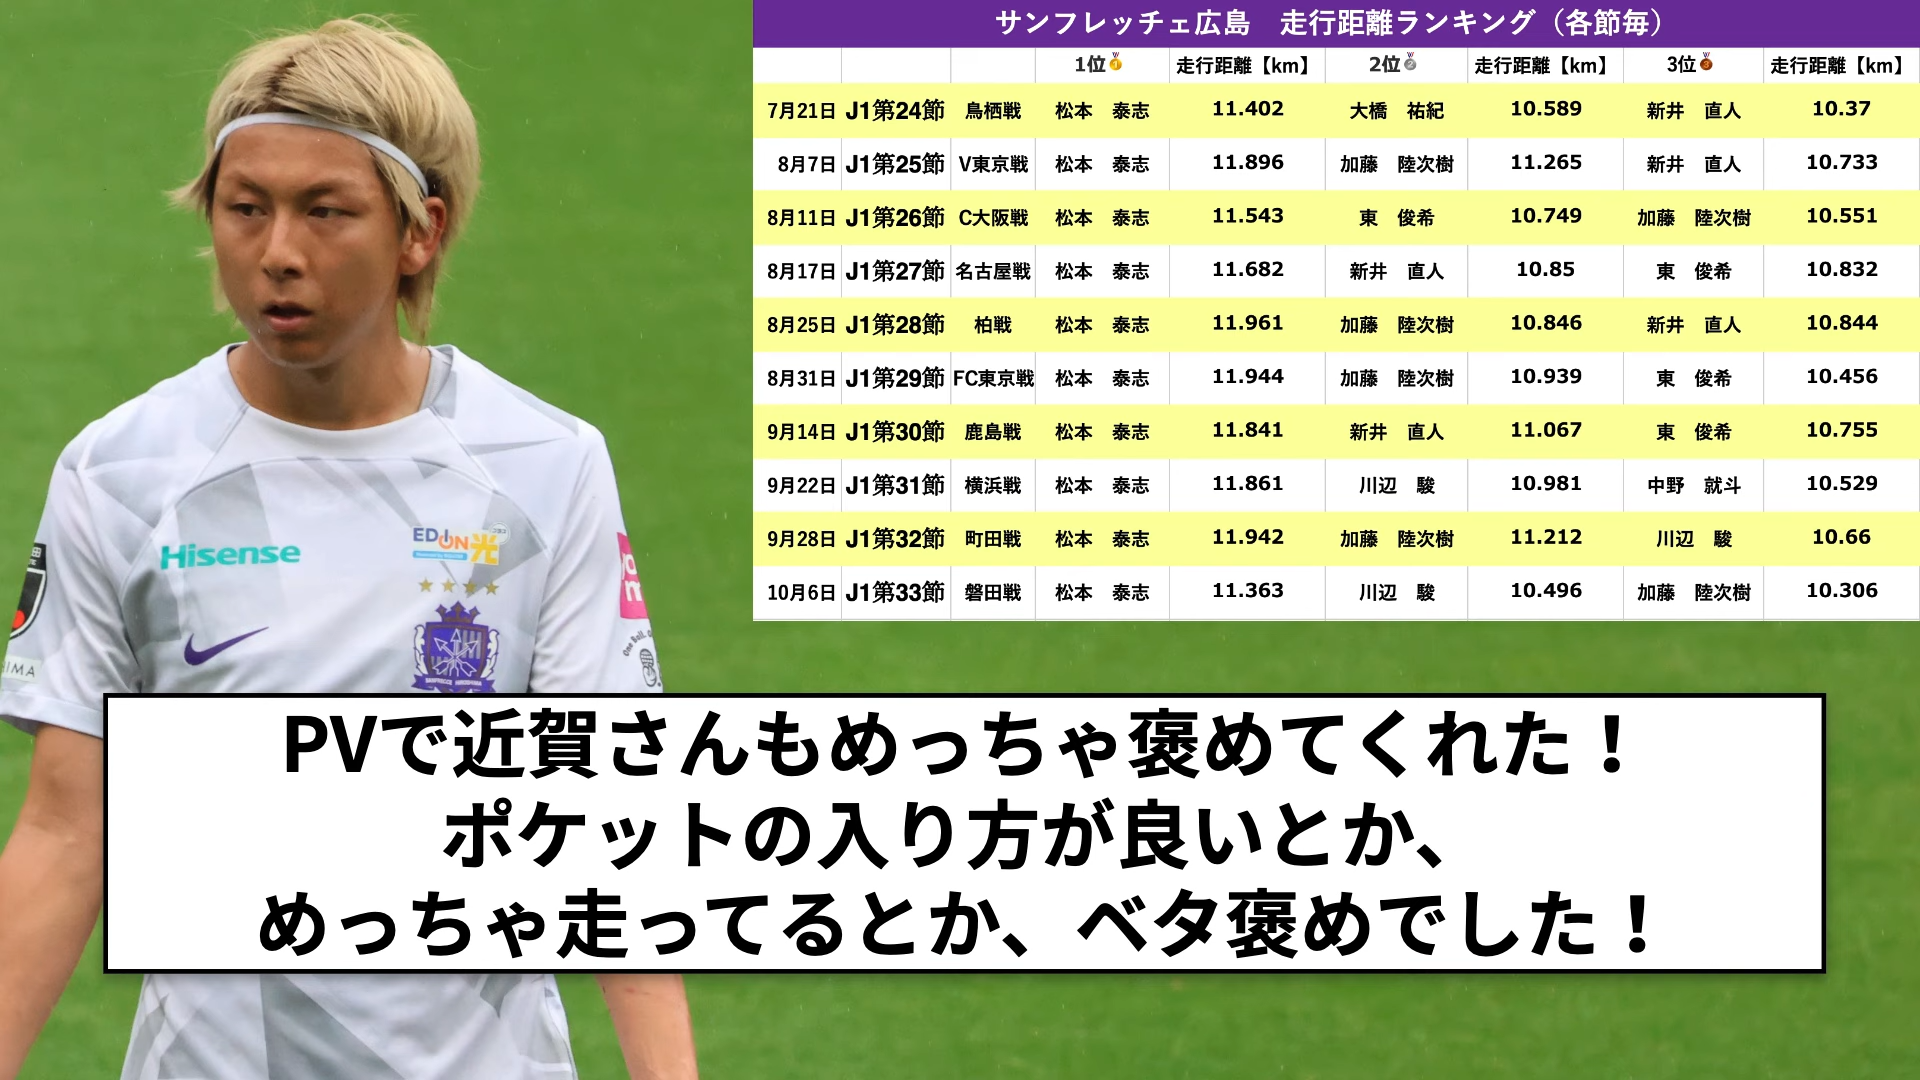 サンフレッチェ広島　走行距離ランキング（各節毎）
1位🥇 走行距離【km】 2位🥈 走行距離【km】 3位🥉 走行距離【km】
7月21日 J1第24節 鳥栖戦 松本　泰志 11.402 大橋　祐紀 10.589 新井　直人 10.37
8月7日 J1第25節 V東京戦 松本　泰志 11.896 加藤　陸次樹 11.265 新井　直人 10.733
8月11日 J1第26節 C大阪戦 松本　泰志 11.543 東　俊希 10.749 加藤　陸次樹 10.551
8月17日 J1第27節 名古屋戦 松本　泰志 11.682 新井　直人 10.85 東　俊希 10.832
8月25日 J1第28節 柏戦 松本　泰志 11.961 加藤　陸次樹 10.846 新井　直人 10.844
8月31日 J1第29節 FC東京戦 松本　泰志 11.944 加藤　陸次樹 10.939 東　俊希 10.456
9月14日 J1第30節 鹿島戦 松本　泰志 11.841 新井　直人 11.067 東　俊希 10.755
9月22日 J1第31節 横浜戦 松本　泰志 11.861 川辺　駿 10.981 中野　就斗 10.529
9月28日 J1第32節 町田戦 松本　泰志 11.942 加藤　陸次樹 11.212 川辺　駿 10.66
10月6日 J1第33節 磐田戦 松本　泰志 11.363 川辺　駿 10.496 加藤　陸次樹 10.306
Hisense
EDION光
PVで近賀さんもめっちゃ褒めてくれた！
ポケットの入り方が良いとか、
めっちゃ走ってるとか、ベタ褒めでした！